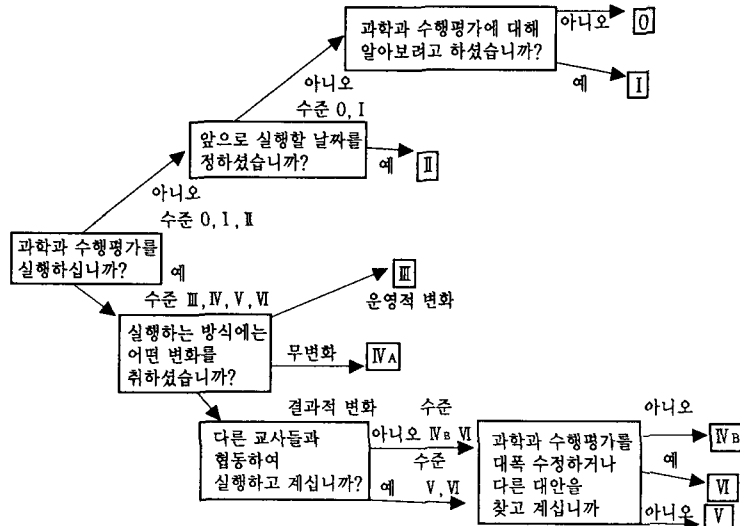 과학과 수행평가에 대해
알아보려고 하셨습니까?
아니오
0
예
I
아니오
수준 0, I
앞으로 실행할 날짜를
정하셨습니까?
예
Ⅱ
아니오
수준 0, I, Ⅱ
과학과 수행평가를
실행하십니까?
예
수준 Ⅲ, Ⅳ, Ⅴ, Ⅵ
Ⅲ
운영적 변화
실행하는 방식에는
어떤 변화를
취하셨습니까?
무변화
ⅣA
결과적 변화
다른 교사들과
협동하여
실행하고 계십니까?
수준
아니오 ⅣB Ⅵ
수준
예 Ⅴ, Ⅵ
과학과 수행평가를
대폭 수정하거나
다른 대안을
찾고 계십니까
아니오
ⅣB
예
Ⅵ
아니오
Ⅴ